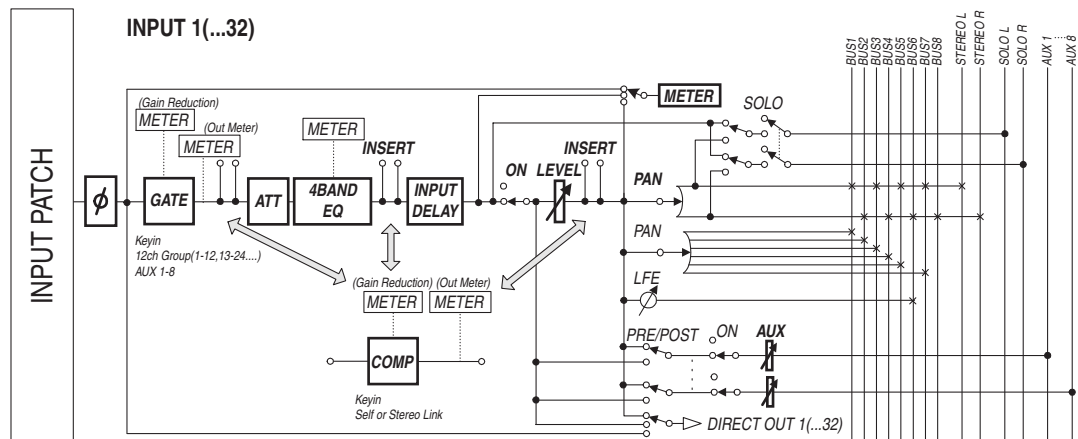 INPUT 1(...32)
INPUT PATCH
BUS1
BUS2
BUS3
BUS4
BUS5
BUS6
BUS7
BUS8
STEREO L
STEREO R
SOLO L
SOLO R
AUX 1
AUX 8
(Gain Reduction)
METER
(Out Meter)
METER
METER
INSERT
METER
SOLO
ON
LEVEL
INSERT
ϕ
GATE
ATT
4BAND
EQ
INPUT
DELAY
PAN
Keyin
12ch Group(1-12,13-24....)
AUX 1-8
PAN
(Gain Reduction)
(Out Meter)
METER
METER
LFE
COMP
PRE/POST
ON
AUX
Keyin
Self or Stereo Link
DIRECT OUT 1(...32)